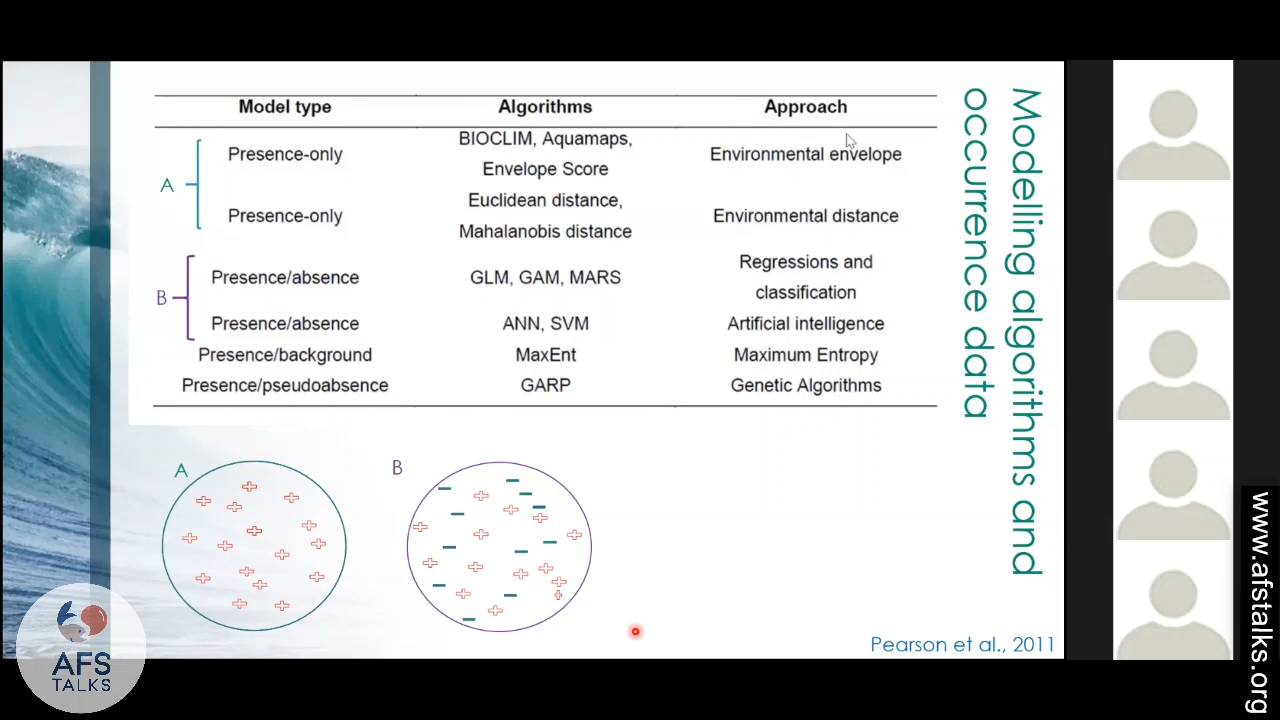 Model type Algorithms Approach
BIOCLIM, Aquamaps,
A Presence-only Environmental envelope
Envelope Score
Euclidean distance,
Presence-only Environmental distance
Mahalanobis distance
Regressions and
B Presence/absence GLM, GAM, MARS
classification
Presence/absence ANN, SVM Artificial intelligence
Presence/background MaxEnt Maximum Entropy
Presence/pseudoabsence GARP Genetic Algorithms
Modelling algorithms and
occurrence data
A
B
Pearson et al., 2011
AFS
TALKS
www.afstalks.org